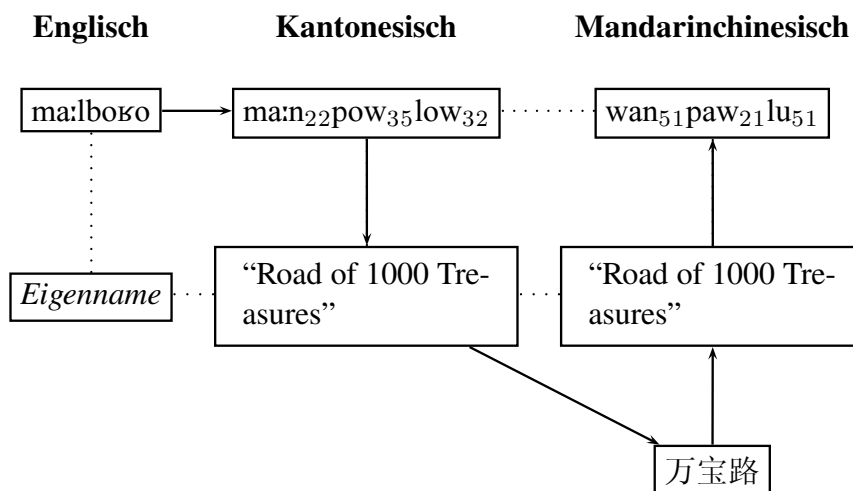 Englisch Kantonesisch Mandarinchinesisch
maːlboʁo maːn₂₂pow₃₅low₃₂ wan₅₁paw₂₁lu₅₁
Eigenname
“Road of 1000 Tre-
asures”
“Road of 1000 Tre-
asures”
万宝路